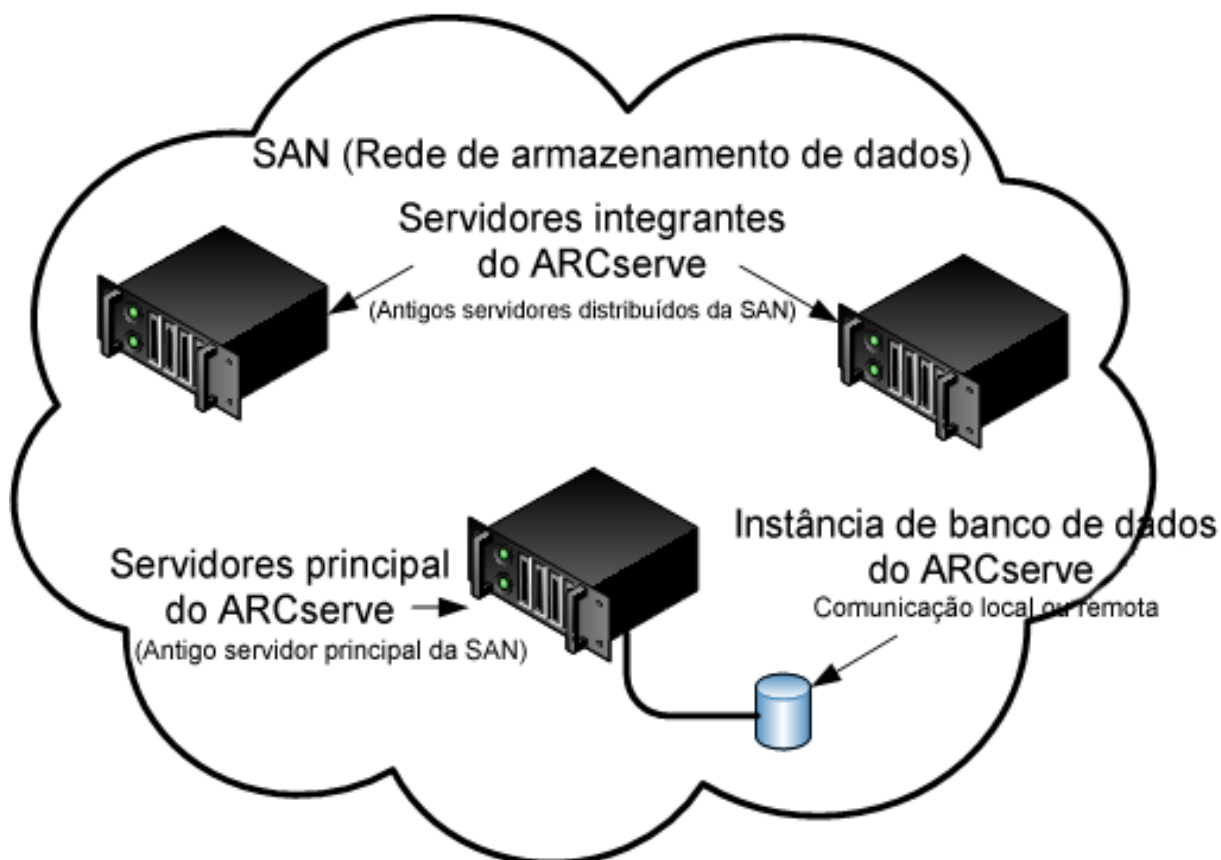 SAN (Rede de armazenamento de dados)
Servidores integrantes
do ARCserve
(Antigos servidores distribuídos da SAN)
Servidores principal
do ARCserve
(Antigo servidor principal da SAN)
Instância de banco de dados
do ARCserve
Comunicação local ou remota